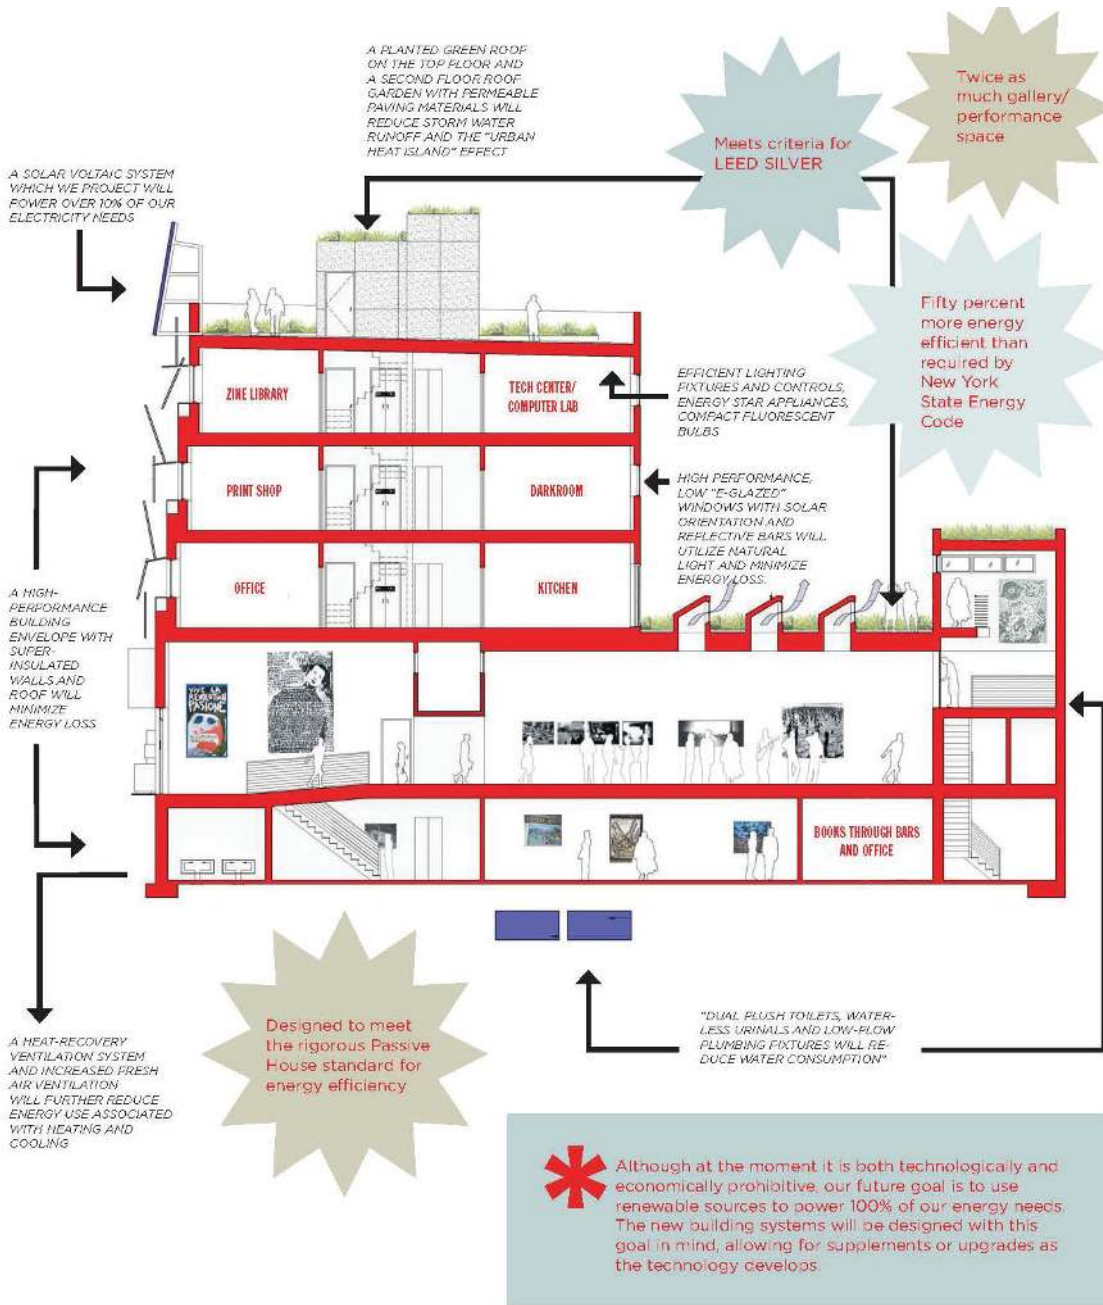 A PLANTED GREEN ROOF
ON THE TOP FLOOR AND
A SECOND FLOOR ROOF
GARDEN WITH PERMEABLE
PAVING MATERIALS WILL
REDUCE STORM WATER
RUNOFF AND THE "URBAN
HEAT ISLAND" EFFECT
Twice as
much gallery/
performance
space
Meets criteria for
LEED SILVER
A SOLAR VOLTAIC SYSTEM
WHICH WE PROJECT WILL
POWER OVER 10% OF OUR
ELECTRICITY NEEDS
Fifty percent
more energy
efficient than
required by
New York
State Energy
Code
ZINE LIBRARY
TECH CENTER/
COMPUTER LAB
EFFICIENT LIGHTING
FIXTURES AND CONTROLS,
ENERGY STAR APPLIANCES,
COMPACT FLUORESCENT
BULBS
PRINT SHOP
DARKROOM
HIGH PERFORMANCE,
LOW "E-GLAZED"
WINDOWS WITH SOLAR
ORIENTATION AND
REFLECTIVE BARS WILL
UTILIZE NATURAL
LIGHT AND MINIMIZE
ENERGY LOSS.
OFFICE
KITCHEN
A HIGH-
PERFORMANCE
BUILDING
ENVELOPE WITH
SUPER-
INSULATED
WALLS AND
ROOF WILL
MINIMIZE
ENERGY LOSS
VIVE LA
REVOLUTION
PASIONE
BOOKS THROUGH BARS
AND OFFICE
A HEAT-RECOVERY
VENTILATION SYSTEM
AND INCREASED FRESH
AIR VENTILATION
WILL FURTHER REDUCE
ENERGY USE ASSOCIATED
WITH HEATING AND
COOLING
Designed to meet
the rigorous Passive
House standard for
energy efficiency
"DUAL FLUSH TOILETS, WATER-
LESS URINALS AND LOW-FLOW
PLUMBING FIXTURES WILL RE-
DUCE WATER CONSUMPTION"
* Although at the moment it is both technologically and
economically prohibitive, our future goal is to use
renewable sources to power 100% of our energy needs.
The new building systems will be designed with this
goal in mind, allowing for supplements or upgrades as
the technology develops.